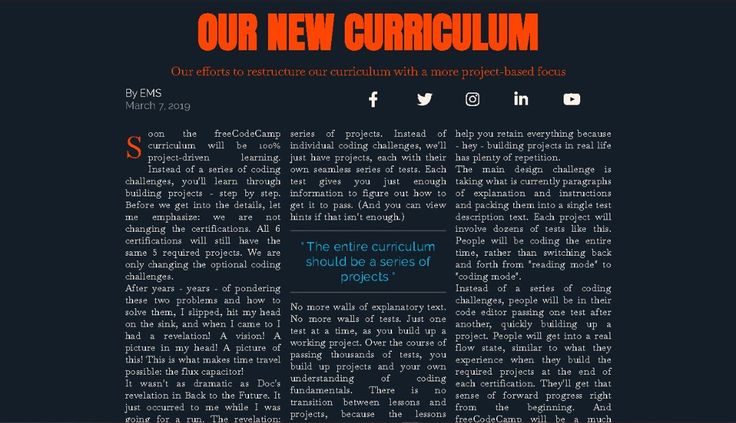 OUR NEW CURRICULUM
Our efforts to restructure our curriculum with a more project-based focus
By EMS
March 7, 2019
Soon the freeCodeCamp
curriculum will be 100%
project-driven learning.
Instead of a series of coding
challenges, you'll learn through
building projects - step by step.
Before we get into the details, let
me emphasize: we are not
changing the certifications. All 6
certifications will still have the
same 5 required projects. We are
only changing the optional coding
challenges.
After years - years - of pondering
these two problems and how to
solve them, I slipped, hit my head
on the sink, and when I came to I
had a revelation! A vision! A
picture in my head! A picture of
this! This is what makes time travel
possible: the flux capacitor!
It wasn't as dramatic as Doc's
revelation in Back to the Future. It
just occurred to me while I was
going for a run. The revelation:
series of projects. Instead of
individual coding challenges, we'll
just have projects, each with their
own seamless series of tests. Each
test gives you just enough
information to figure out how to
get it to pass. (And you can view
hints if that isn't enough.)
" The entire curriculum
should be a series of
projects "
No more walls of explanatory text.
No more walls of tests. Just one
test at a time, as you build up a
working project. Over the course of
passing thousands of tests, you
build up projects and your own
understanding of coding
fundamentals. There is no
transition between lessons and
projects, because the lessons
help you retain everything because
- hey - building projects in real life
has plenty of repetition.
The main design challenge is
taking what is currently paragraphs
of explanation and instructions
and packing them into a single test
description text. Each project will
involve dozens of tests like this.
People will be coding the entire
time, rather than switching back
and forth from "reading mode" to
"coding mode".
Instead of a series of coding
challenges, people will be in their
code editor passing one test after
another, quickly building up a
project. People will get into a real
flow state, similar to what they
experience when they build the
required projects at the end of
each certification. They'll get that
sense of forward progress right
from the beginning. And
freeCodeCamp will be a much